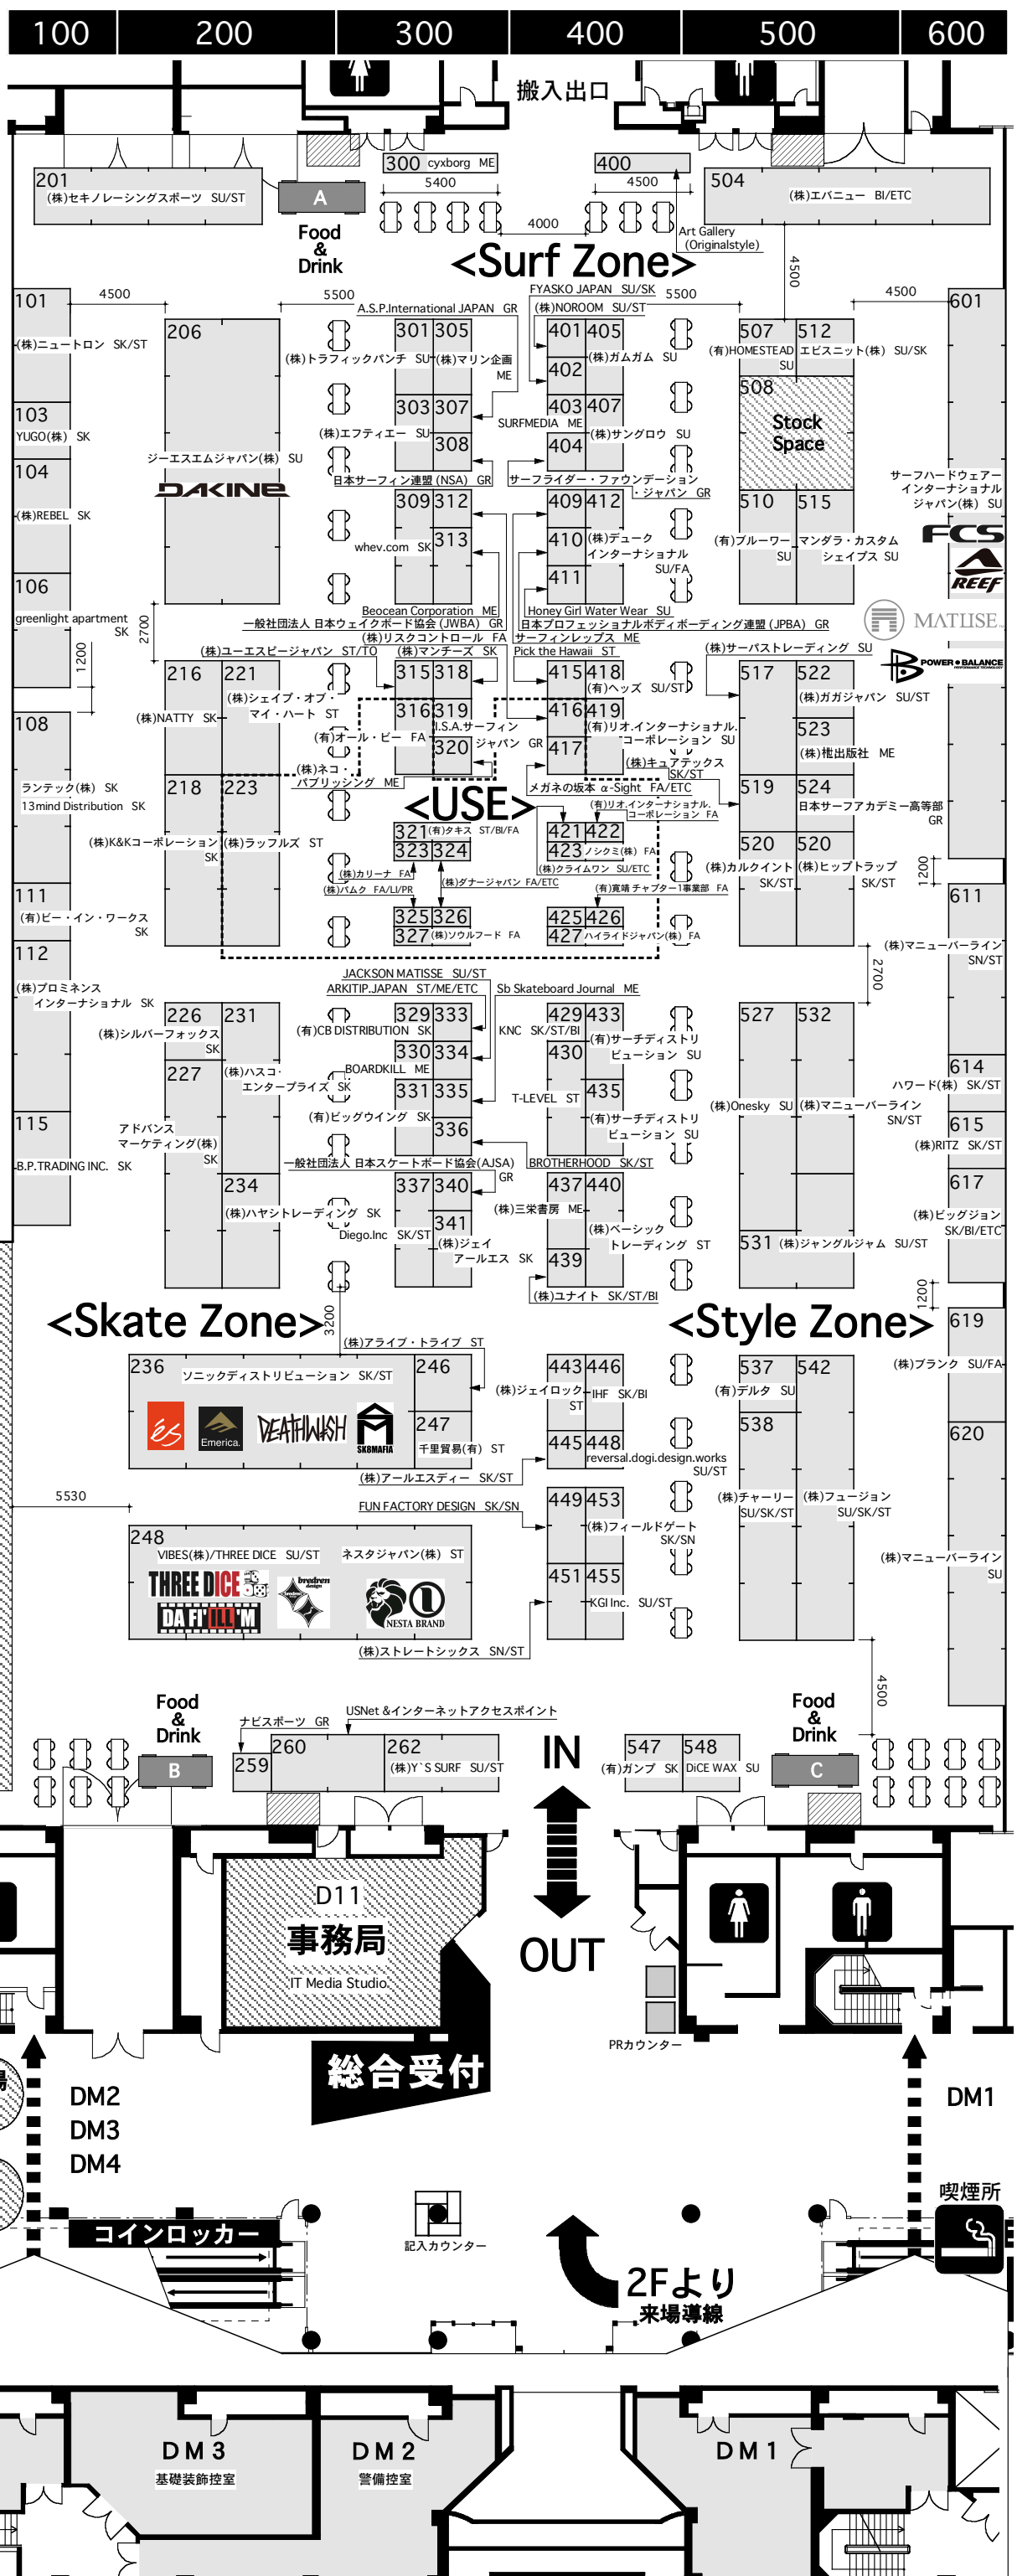 100 200 300 400 500 600
搬入出口
300 cyxborg ME
400
201
(株)セキノレーシングスポーツ SU/ST
A
504
(株)エバニュー BI/ETC
5400
4500
Food
&
Drink
4000
Art Gallery
(Originalstyle)
<Surf Zone>
4500
FYASKO JAPAN SU/SK
4500
5500
A.S.P.International JAPAN GR
(株)NOROOM SU/ST
5500
4500
101
(株)ニュートロン SK/ST
206
301 305
(株)トラフィックパンチ SU
(株)マリン企画
ME
401 405
(株)ガムガム SU
402
507 512
(有)HOMESTEAD
SU
エビスニット(株) SU/SK
601
508
Stock
Space
103
YUGO(株) SK
303 307
(株)エフティエー SU
308
403 407
SURFMEDIA ME
(株)サングロウ SU
404
104
(株)REBEL SK
ジーエスエムジャパン(株) SU
DAKINE
日本サーフィン連盟 (NSA) GR
サーフライダー・ファウンデーション
・ジャパン GR
サーフハードウェアー
インターナショナル
ジャパン(株) SU
FCS
REEF
MATUSE
POWER BALANCE
309 312
313
whev.com SK
409 412
410
(株)デューク
インターナショナル
SU/FA
411
510 515
(有)ブルーワー
SU
マンダラ・カスタム
シェイプス SU
106
greenlight apartment
SK
1200
2700
Beocean Corporation ME
一般社団法人 日本ウェイクボード協会 (JWBA) GR
(株)リスクコントロール FA
(株)ユーエスピージャパン ST/TO
(株)マンチーズ SK
Honey Girl Water Wear SU
日本プロフェッショナルボディボーディング連盟 (JPBA) GR
サーフィンレップス ME
Pick the Hawaii ST
(株)サーパストレーディング SU
216 221
(株)NATTY SK
(株)シェイプ・オブ・
マイ・ハート ST
315 318
316 319
(有)オール・ビー FA
I.S.A.サーフィン
ジャパン GR
320
(株)ネコ・
パブリッシング ME
415 418
(有)ヘッズ SU/ST
416 419
(有)リオ.インターナショナル.
コーポレーション SU
417
(株)キュアテックス
SK/ST
メガネの坂本 α-Sight FA/ETC
517 522
(株)ガガジャパン SU/ST
523
(株)枻出版社 ME
108
ランテック(株) SK
13mind Distribution SK
218 223
(株)K&Kコーポレーション
SK
(株)ラッフルズ ST
<USE>
(有)リオ.インターナショナル.
コーポレーション FA
321 (有)タキス ST/BI/FA
323 324
(株)カリーナ FA
(株)パムク FA/LI/PR
(株)ダナージャパン FA/ETC
325 326
327 (株)ソウルフード FA
421 422
423 ノシクミ(株) FA
(株)クライムワン SU/ETC
(有)寛靖 チャプター1事業部 FA
425 426
427 ハイライドジャパン(株) FA
519 524
日本サーフアカデミー高等部
GR
520 520
(株)カルクイント
SK/ST
(株)ヒップトラップ
SK/ST
1200
111
(有)ビー・イン・ワークス
SK
112
(株)プロミネンス
インターナショナル SK
611
(株)マニューバーライン
SN/ST
2700
JACKSON MATISSE SU/ST
ARKITIP.JAPAN ST/ME/ETC
Sb Skateboard Journal ME
226 231
(株)シルバーフォックス
SK
227
(株)ハスコ・
エンタープライズ SK
アドバンス
マーケティング(株)
SK
329 333
(有)CB DISTRIBUTION SK
330 334
BOARDKILL ME
331 335
(有)ビッグウイング SK
336
429 433
KNC SK/ST/BI
(有)サーチディストリ
ビューション SU
430
T-LEVEL ST
435
(有)サーチディストリ
ビューション SU
527 532
(株)Onesky SU
(株)マニューバーライン
SN/ST
614
ハワード(株) SK/ST
615
(株)RITZ SK/ST
115
B.P.TRADING INC. SK
一般社団法人 日本スケートボード協会(AJSA)
GR
BROTHERHOOD SK/ST
234
(株)ハヤシトレーディング SK
337 340
Diego.Inc SK/ST
341
(株)ジェイ
アールエス SK
437 440
(株)三栄書房 ME
(株)ベーシック
トレーディング ST
439
(株)ユナイト SK/ST/BI
531 (株)ジャングルジャム SU/ST
617
(株)ビッグジョン
SK/BI/ETC
1200
<Skate Zone>
3200
<Style Zone>
(株)アライブ・トライブ ST
236
ソニックディストリビューション SK/ST
éS
Emerica.
DEATHWISH
SK8MAFIA
246
247
千里貿易(有) ST
443 446
(株)ジェイロック
ST
IHF SK/BI
445 448
reversal.dogi.design.works
SU/ST
(株)アールエスディー SK/ST
537 542
(有)デルタ SU
538
619
(株)ブランク SU/FA
620
5530
FUN FACTORY DESIGN SK/SN
449 453
(株)フィールドゲート
SK/SN
451 455
KGI Inc. SU/ST
(株)ストレートシックス SN/ST
(株)チャーリー
SU/SK/ST
(株)フュージョン
SU/SK/ST
(株)マニューバーライン
SU
248
VIBES(株)/THREE DICE SU/ST
ネスタジャパン(株) ST
THREE DICE
DA FI'ILL'M
bredren
design
NESTA BRAND
4500
Food
&
Drink
B
ナビスポーツ GR
USNet &インターネットアクセスポイント
259
260
262
(株)Y`S SURF SU/ST
IN
547
(有)ガンプ SK
548
DiCE WAX SU
Food
&
Drink
C
D11
事務局
IT Media Studio
OUT
PRカウンター
総合受付
DM2
DM3
DM4
DM1
コインロッカー
記入カウンター
2Fより
来場導線
喫煙所
DM3
基礎装飾控室
DM2
警備控室
DM1